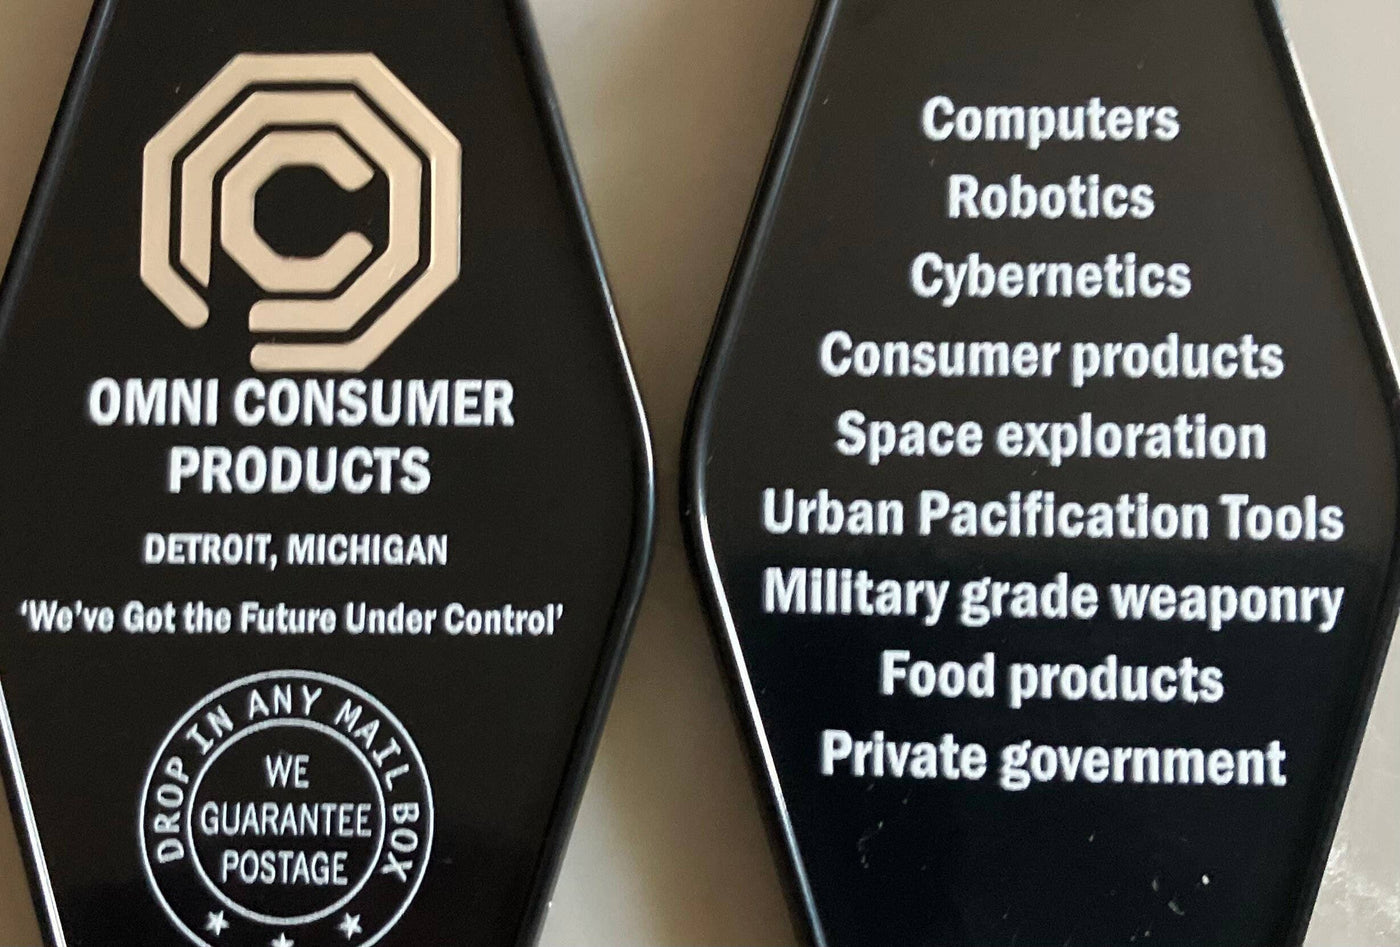 OMNI CONSUMER
PRODUCTS
DETROIT, MICHIGAN
‘We’ve Got the Future Under Control’
DROP IN ANY MAIL BOX
WE
GUARANTEE
POSTAGE
Computers
Robotics
Cybernetics
Consumer products
Space exploration
Urban Pacification Tools
Military grade weaponry
Food products
Private government